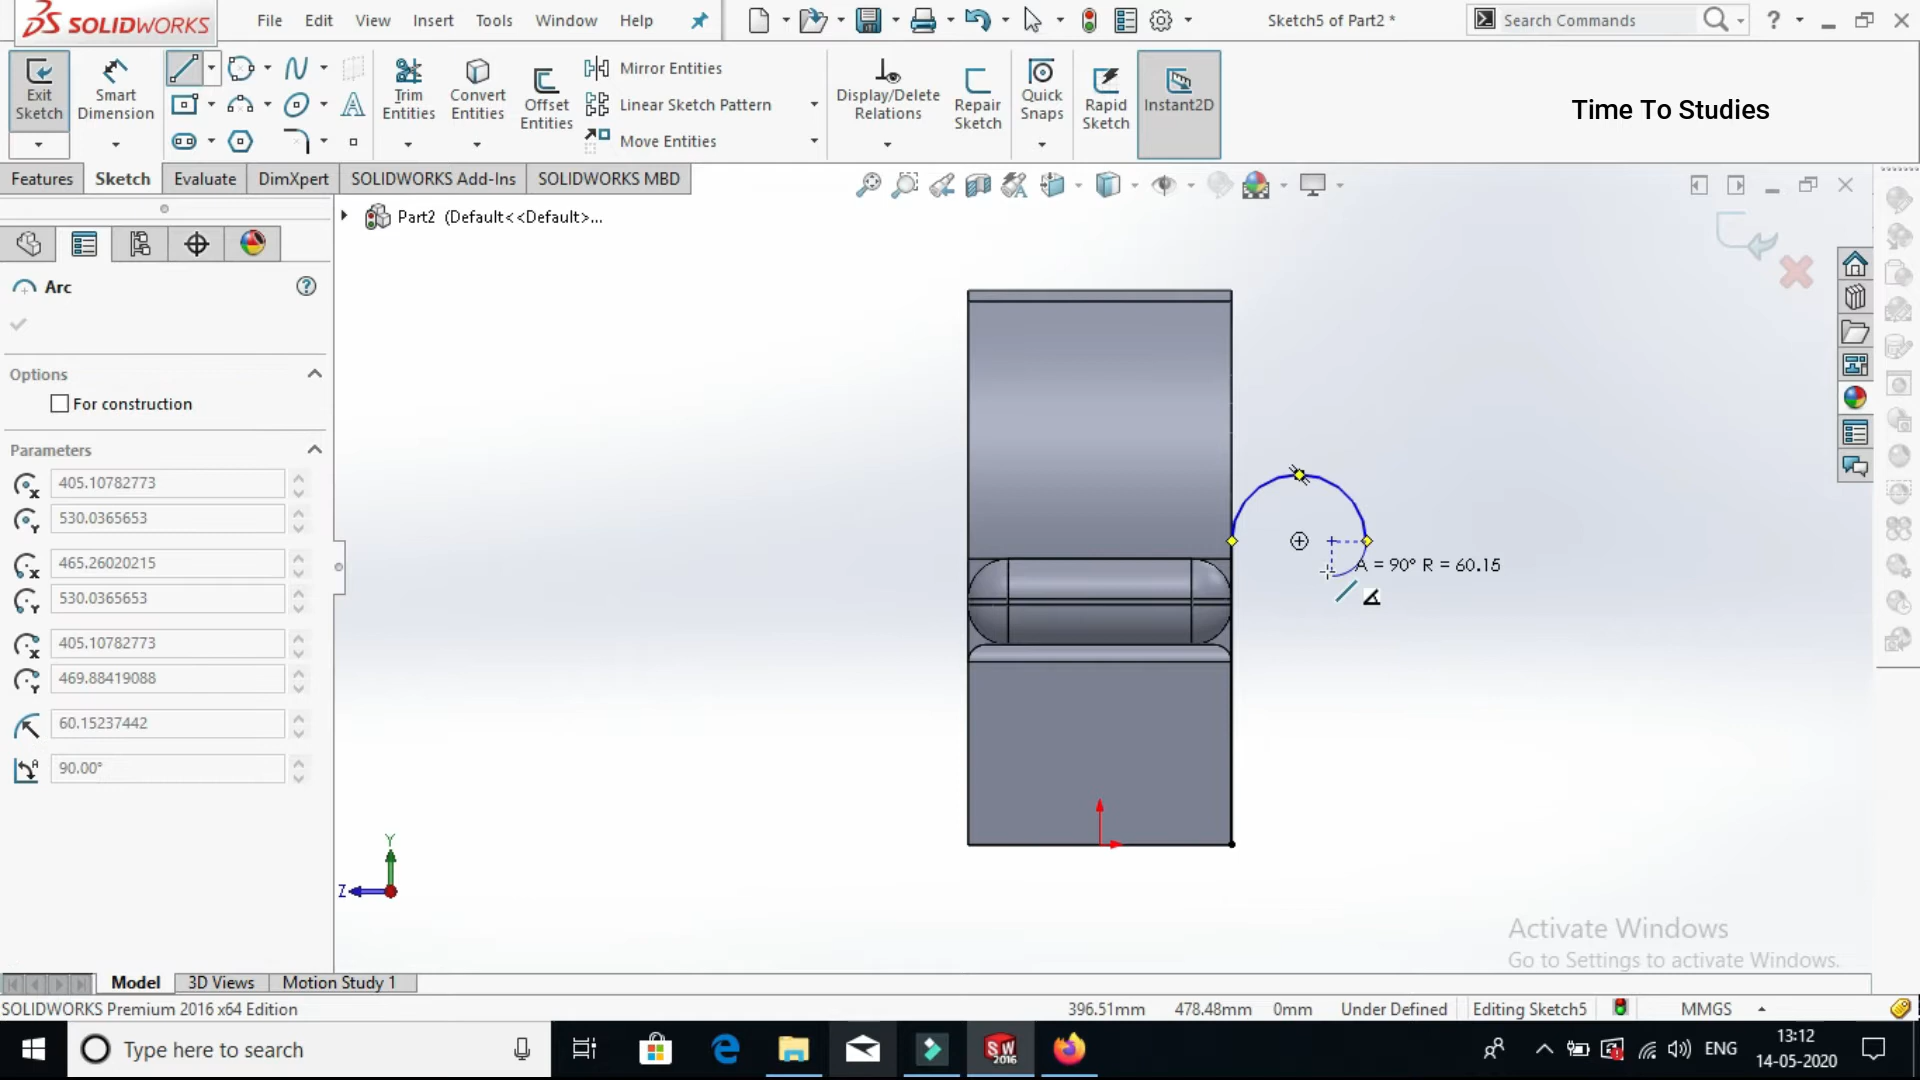 SOLIDWORKS
File Edit View Insert Tools Window Help
Sketch5 of Part2 *
Search Commands
Exit Sketch
Smart Dimension
Trim Entities
Convert Entities
Offset Entities
Mirror Entities
Linear Sketch Pattern
Move Entities
Display/Delete Relations
Repair Sketch
Quick Snaps
Rapid Sketch
Instant2D
Time To Studies
Features Sketch Evaluate DimXpert SOLIDWORKS Add-Ins SOLIDWORKS MBD
Part2 (Default<<Default>...
Arc
Options
For construction
Parameters
405.10782773
530.0365653
465.26020215
530.0365653
405.10782773
469.88419088
60.15237442
90.00°
A = 90° R = 60.15
Y
Z
Activate Windows
Go to Settings to activate Windows.
Model 3D Views Motion Study 1
SOLIDWORKS Premium 2016 x64 Edition
396.51mm 478.48mm 0mm Under Defined Editing Sketch5 MMGS
Type here to search
SW
2016
ENG
13:12
14-05-2020